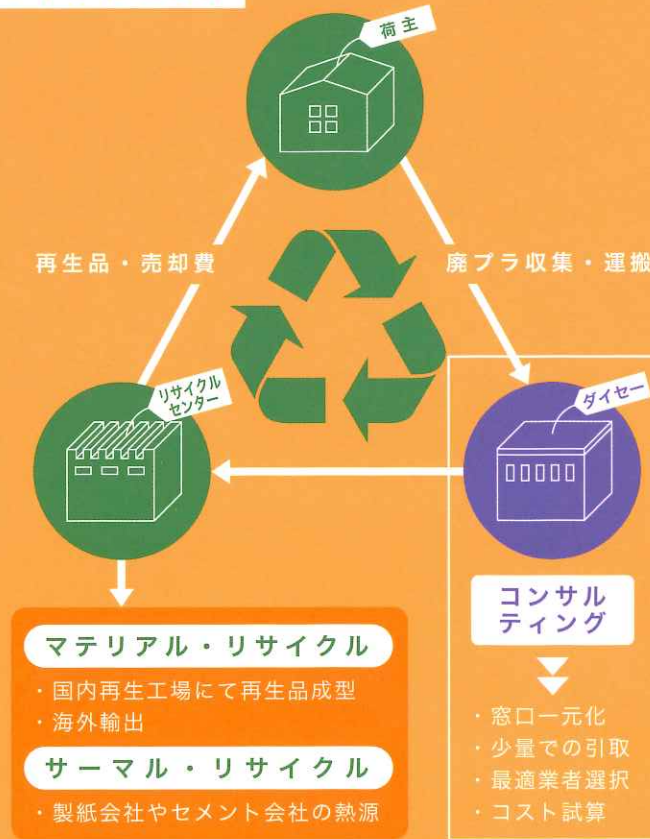 荷主
再生品・売却費
廃プラ収集・運搬
リサイクル
センター
ダイセー
コンサル
ティング
・窓口一元化
・少量での引取
・最適業者選択
・コスト試算
マテリアル・リサイクル
・国内再生工場にて再生品成型
・海外輸出
サーマル・リサイクル
・製紙会社やセメント会社の熱源